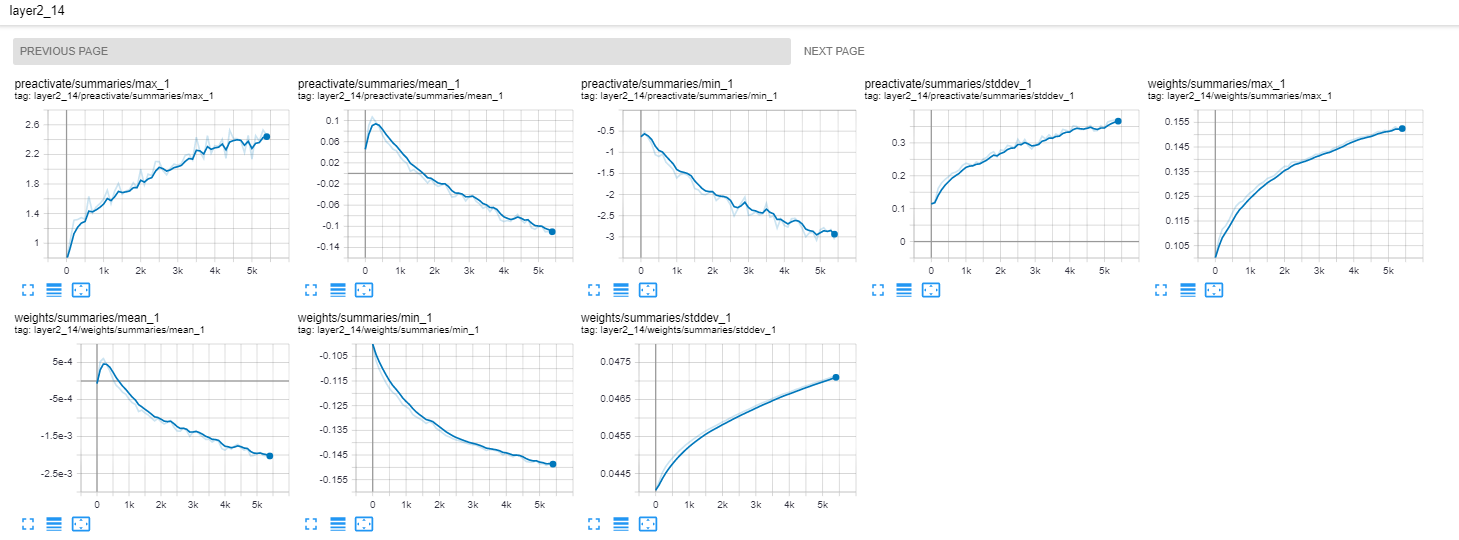 layer2_14
PREVIOUS PAGE NEXT PAGE
preactivate/summaries/max_1
tag: layer2_14/preactivate/summaries/max_1
2.6
2.2
1.8
1.4
1
0 1k 2k 3k 4k 5k
preactivate/summaries/mean_1
tag: layer2_14/preactivate/summaries/mean_1
0.1
0.06
0.02
-0.02
-0.06
-0.1
-0.14
0 1k 2k 3k 4k 5k
preactivate/summaries/min_1
tag: layer2_14/preactivate/summaries/min_1
-0.5
-1
-1.5
-2
-2.5
-3
0 1k 2k 3k 4k 5k
preactivate/summaries/stddev_1
tag: layer2_14/preactivate/summaries/stddev_1
0.3
0.2
0.1
0
0 1k 2k 3k 4k 5k
weights/summaries/max_1
tag: layer2_14/weights/summaries/max_1
0.155
0.145
0.135
0.125
0.115
0.105
0 1k 2k 3k 4k 5k
weights/summaries/mean_1
tag: layer2_14/weights/summaries/mean_1
5e-4
-5e-4
-1.5e-3
-2.5e-3
0 1k 2k 3k 4k 5k
weights/summaries/min_1
tag: layer2_14/weights/summaries/min_1
-0.105
-0.115
-0.125
-0.135
-0.145
-0.155
0 1k 2k 3k 4k 5k
weights/summaries/stddev_1
tag: layer2_14/weights/summaries/stddev_1
0.0475
0.0465
0.0455
0.0445
0 1k 2k 3k 4k 5k